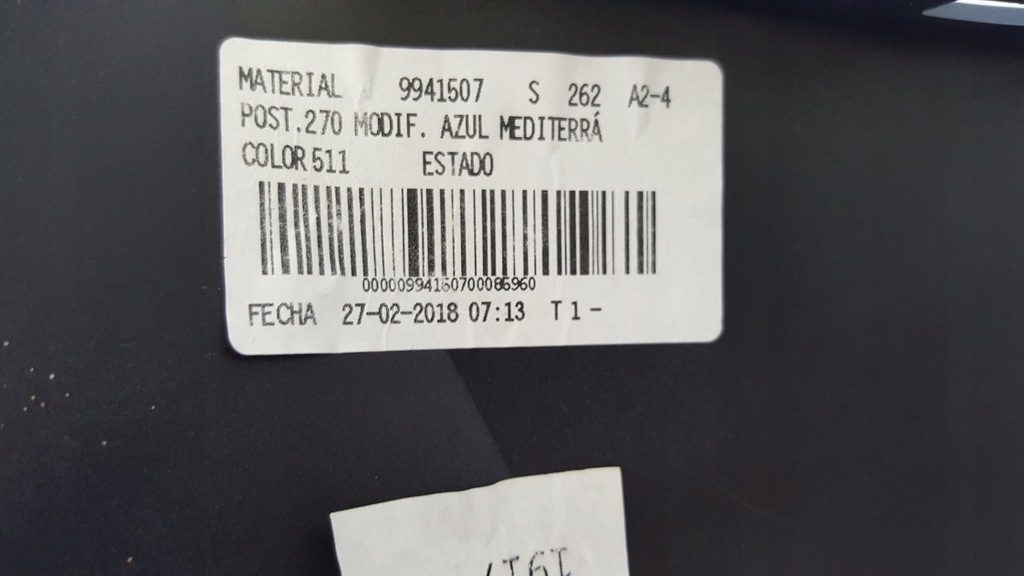 MATERIAL 9941507 S 262 A2-4
POST.270 MODIF. AZUL MEDITERRÁ
COLOR 511 ESTADO
00000994160700086960
FECHA 27-02-2018 07:13 T 1 -